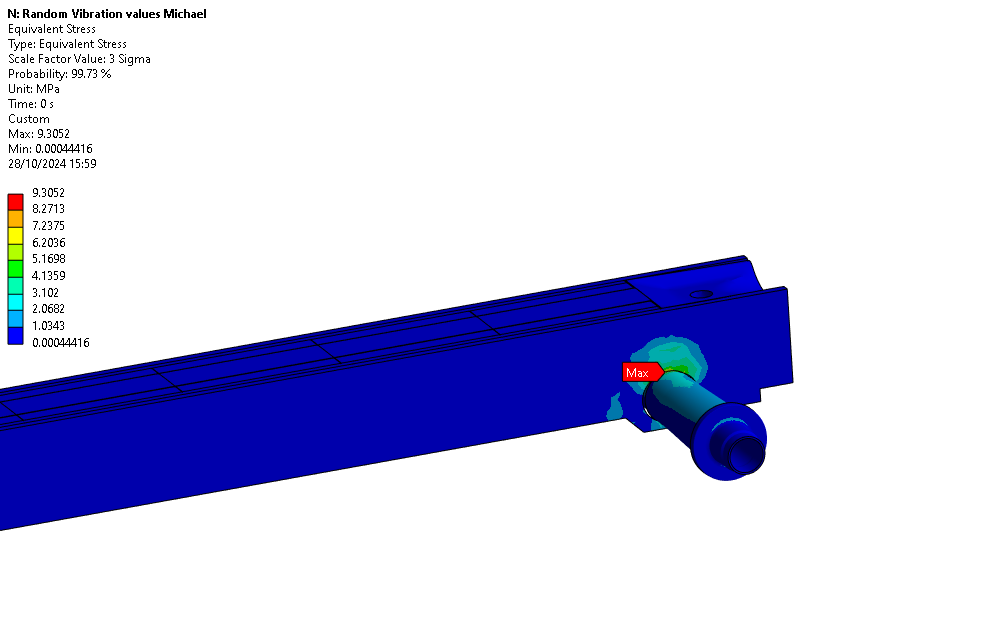 N: Random Vibration values Michael
Equivalent Stress
Type: Equivalent Stress
Scale Factor Value: 3 Sigma
Probability: 99.73 %
Unit: MPa
Time: 0 s
Custom
Max: 9.3052
Min: 0.00044416
28/10/2024 15:59
9.3052
8.2713
7.2375
6.2036
5.1698
4.1359
3.102
2.0682
1.0343
0.00044416
Max